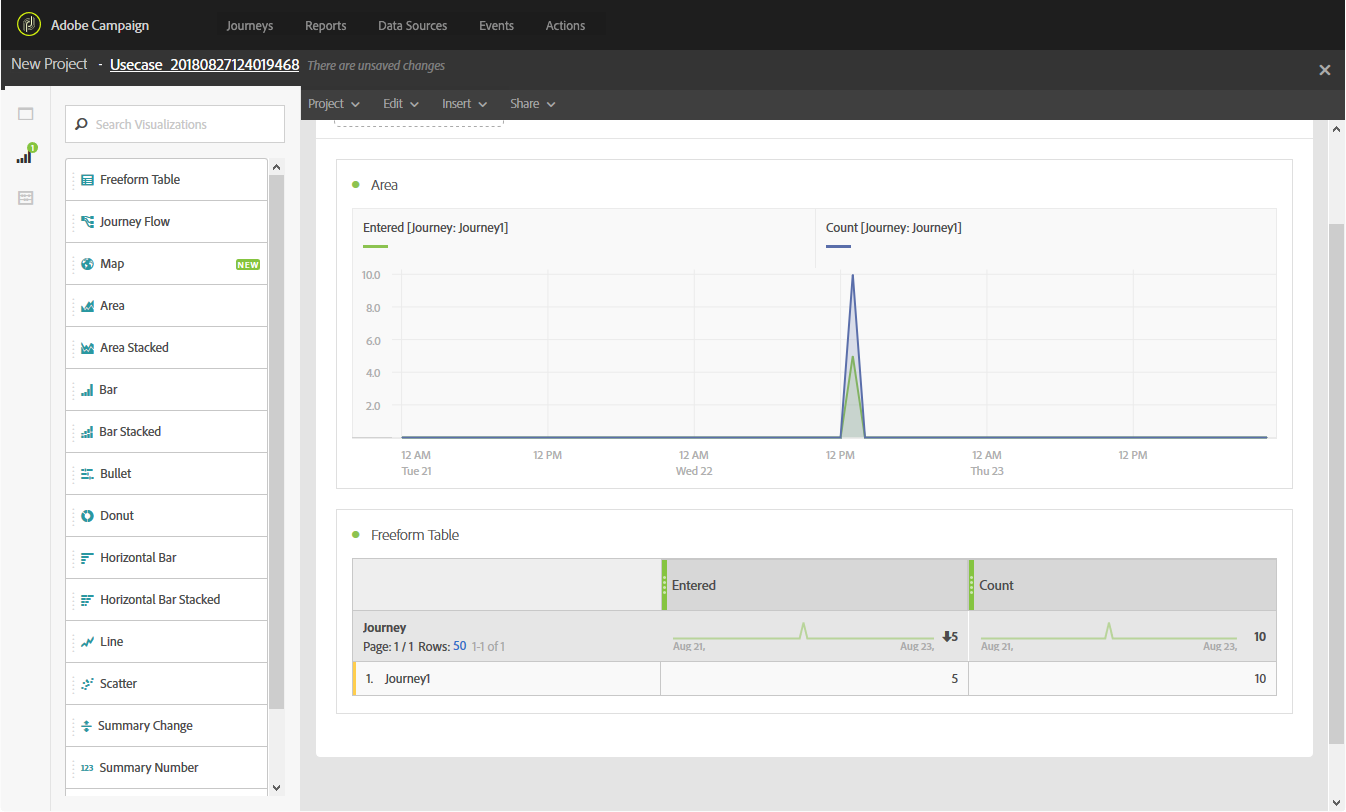 Adobe Campaign Journeys Reports Data Sources Events Actions
New Project - Usecase_20180827124019468 There are unsaved changes
Project Edit Insert Share
1
Search Visualizations
Freeform Table
Journey Flow
Map NEW
Area
Area Stacked
Bar
Bar Stacked
Bullet
Donut
Horizontal Bar
Horizontal Bar Stacked
Line
Scatter
Summary Change
123 Summary Number
Area
Entered [Journey: Journey1] Count [Journey: Journey1]
10.0
8.0
6.0
4.0
2.0
12 AM 12 PM 12 AM 12 PM 12 AM 12 PM
Tue 21 Wed 22 Thu 23
Freeform Table
Entered Count
Journey
Page: 1 / 1 Rows: 50 1-1 of 1 Aug 21, Aug 23, 5 Aug 21, Aug 23, 10
1. Journey1 5 10